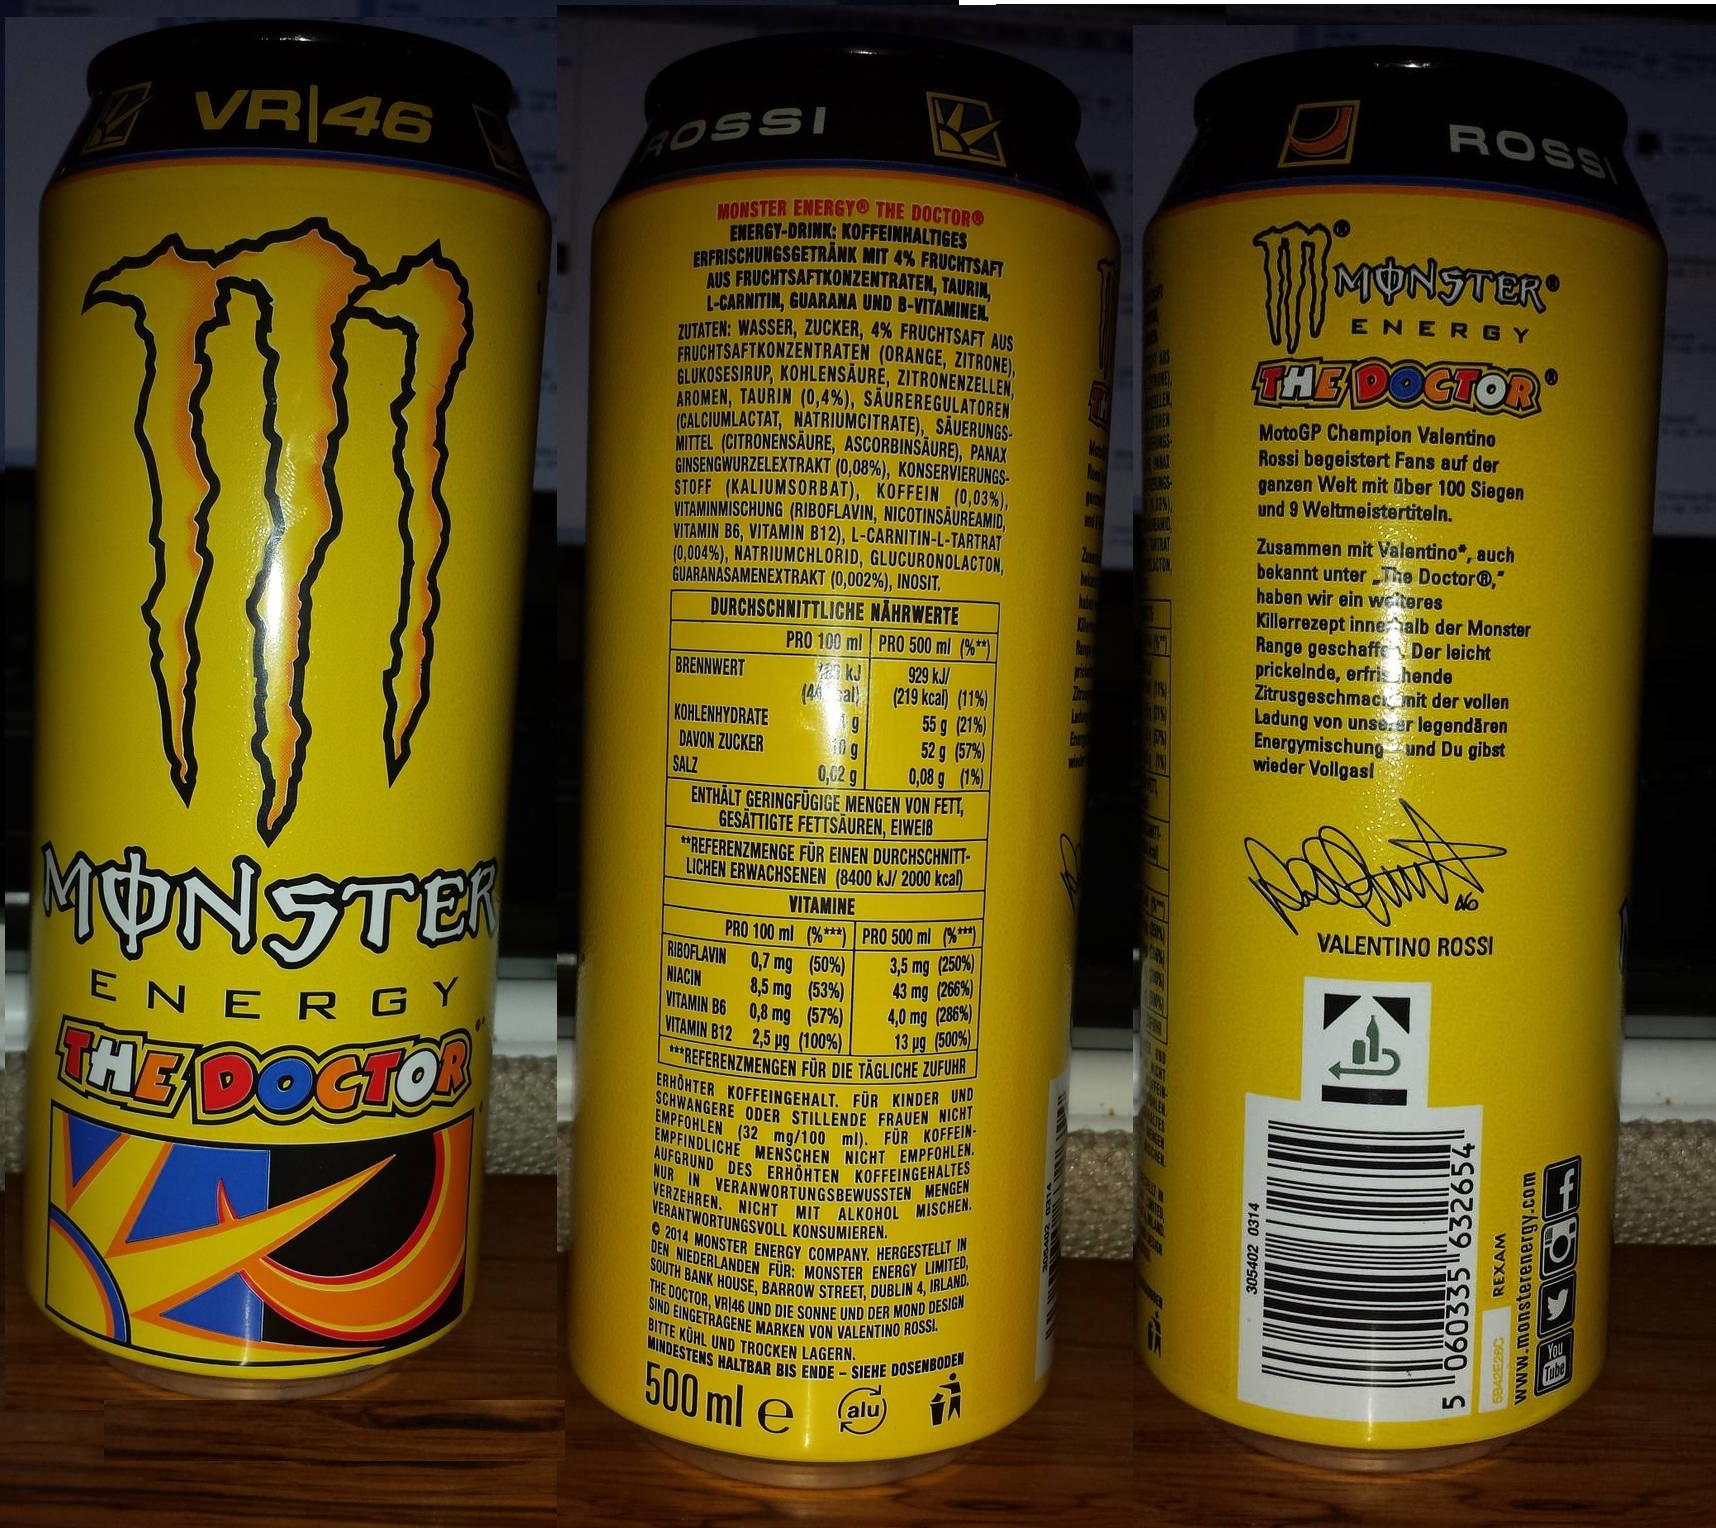 VR|46
MONSTER
ENERGY
THE DOCTOR
ROSSI
MONSTER ENERGY® THE DOCTOR®
ENERGY-DRINK: KOFFEINHALTIGES
ERFRISCHUNGSGETRÄNK MIT 4% FRUCHTSAFT
AUS FRUCHTSAFTKONZENTRATEN, TAURIN,
L-CARNITIN, GUARANA UND B-VITAMINEN.
ZUTATEN: WASSER, ZUCKER, 4% FRUCHTSAFT AUS
FRUCHTSAFTKONZENTRATEN (ORANGE, ZITRONE),
GLUKOSESIRUP, KOHLENSÄURE, ZITRONENZELLEN,
AROMEN, TAURIN (0,4%), SÄUREREGULATOREN
(CALCIUMLACTAT, NATRIUMCITRATE), SÄUERUNGS-
MITTEL (CITRONENSÄURE, ASCORBINSÄURE), PANAX
GINSENGWURZELEXTRAKT (0,08%), KONSERVIERUNGS-
STOFF (KALIUMSORBAT), KOFFEIN (0,03%),
VITAMINMISCHUNG (RIBOFLAVIN, NICOTINSÄUREAMID,
VITAMIN B6, VITAMIN B12), L-CARNITIN-L-TARTRAT
(0,004%), NATRIUMCHLORID, GLUCURONOLACTON,
GUARANASAMENEXTRAKT (0,002%), INOSIT.
DURCHSCHNITTLICHE NÄHRWERTE
PRO 100 ml PRO 500 ml (%**)
BRENNWERT kJ 929 kJ/
(219 kcal) (11%)
KOHLENHYDRATE g 55 g (21%)
DAVON ZUCKER 10 g 52 g (57%)
SALZ 0,02 g 0,08 g (1%)
ENTHÄLT GERINGFÜGIGE MENGEN VON FETT,
GESÄTTIGTE FETTSÄUREN, EIWEIß
**REFERENZMENGE FÜR EINEN DURCHSCHNITT-
LICHEN ERWACHSENEN (8400 kJ/ 2000 kcal)
VITAMINE
PRO 100 ml (%***) PRO 500 ml (%***)
RIBOFLAVIN 0,7 mg (50%) 3,5 mg (250%)
NIACIN 8,5 mg (53%) 43 mg (266%)
VITAMIN B6 0,8 mg (57%) 4,0 mg (286%)
VITAMIN B12 2,5 µg (100%) 13 µg (500%)
***REFERENZMENGEN FÜR DIE TÄGLICHE ZUFUHR
ERHÖHTER KOFFEINGEHALT. FÜR KINDER UND
SCHWANGERE ODER STILLENDE FRAUEN NICHT
EMPFOHLEN (32 mg/100 ml). FÜR KOFFEIN-
EMPFINDLICHE MENSCHEN NICHT EMPFOHLEN.
AUFGRUND DES ERHÖHTEN KOFFEINGEHALTES
NUR IN VERANWORTUNGSBEWUSSTEN MENGEN
VERZEHREN. NICHT MIT ALKOHOL MISCHEN.
VERANTWORTUNGSVOLL KONSUMIEREN.
© 2014 MONSTER ENERGY COMPANY. HERGESTELLT IN
DEN NIEDERLANDEN FÜR: MONSTER ENERGY LIMITED,
SOUTH BANK HOUSE, BARROW STREET, DUBLIN 4, IRLAND.
THE DOCTOR, VR|46 UND DIE SONNE UND DER MOND DESIGN
SIND EINGETRAGENE MARKEN VON VALENTINO ROSSI.
BITTE KÜHL UND TROCKEN LAGERN.
MINDESTENS HALTBAR BIS ENDE – SIEHE DOSENBODEN
500 ml e alu
305402 0314
ROSSI
MONSTER®
ENERGY
THE DOCTOR®
MotoGP Champion Valentino
Rossi begeistert Fans auf der
ganzen Welt mit über 100 Siegen
und 9 Weltmeistertiteln.
Zusammen mit Valentino*, auch
bekannt unter „The Doctor®,"
haben wir ein weiteres
Killerrezept innerhalb der Monster
Range geschaffen. Der leicht
prickelnde, erfrischende
Zitrusgeschmack mit der vollen
Ladung von unserer legendären
Energymischung und Du gibst
wieder Vollgas!
46
VALENTINO ROSSI
305402 0314
5 060335 632654
REXAM
www.monsterenergy.com
f
You
Tube